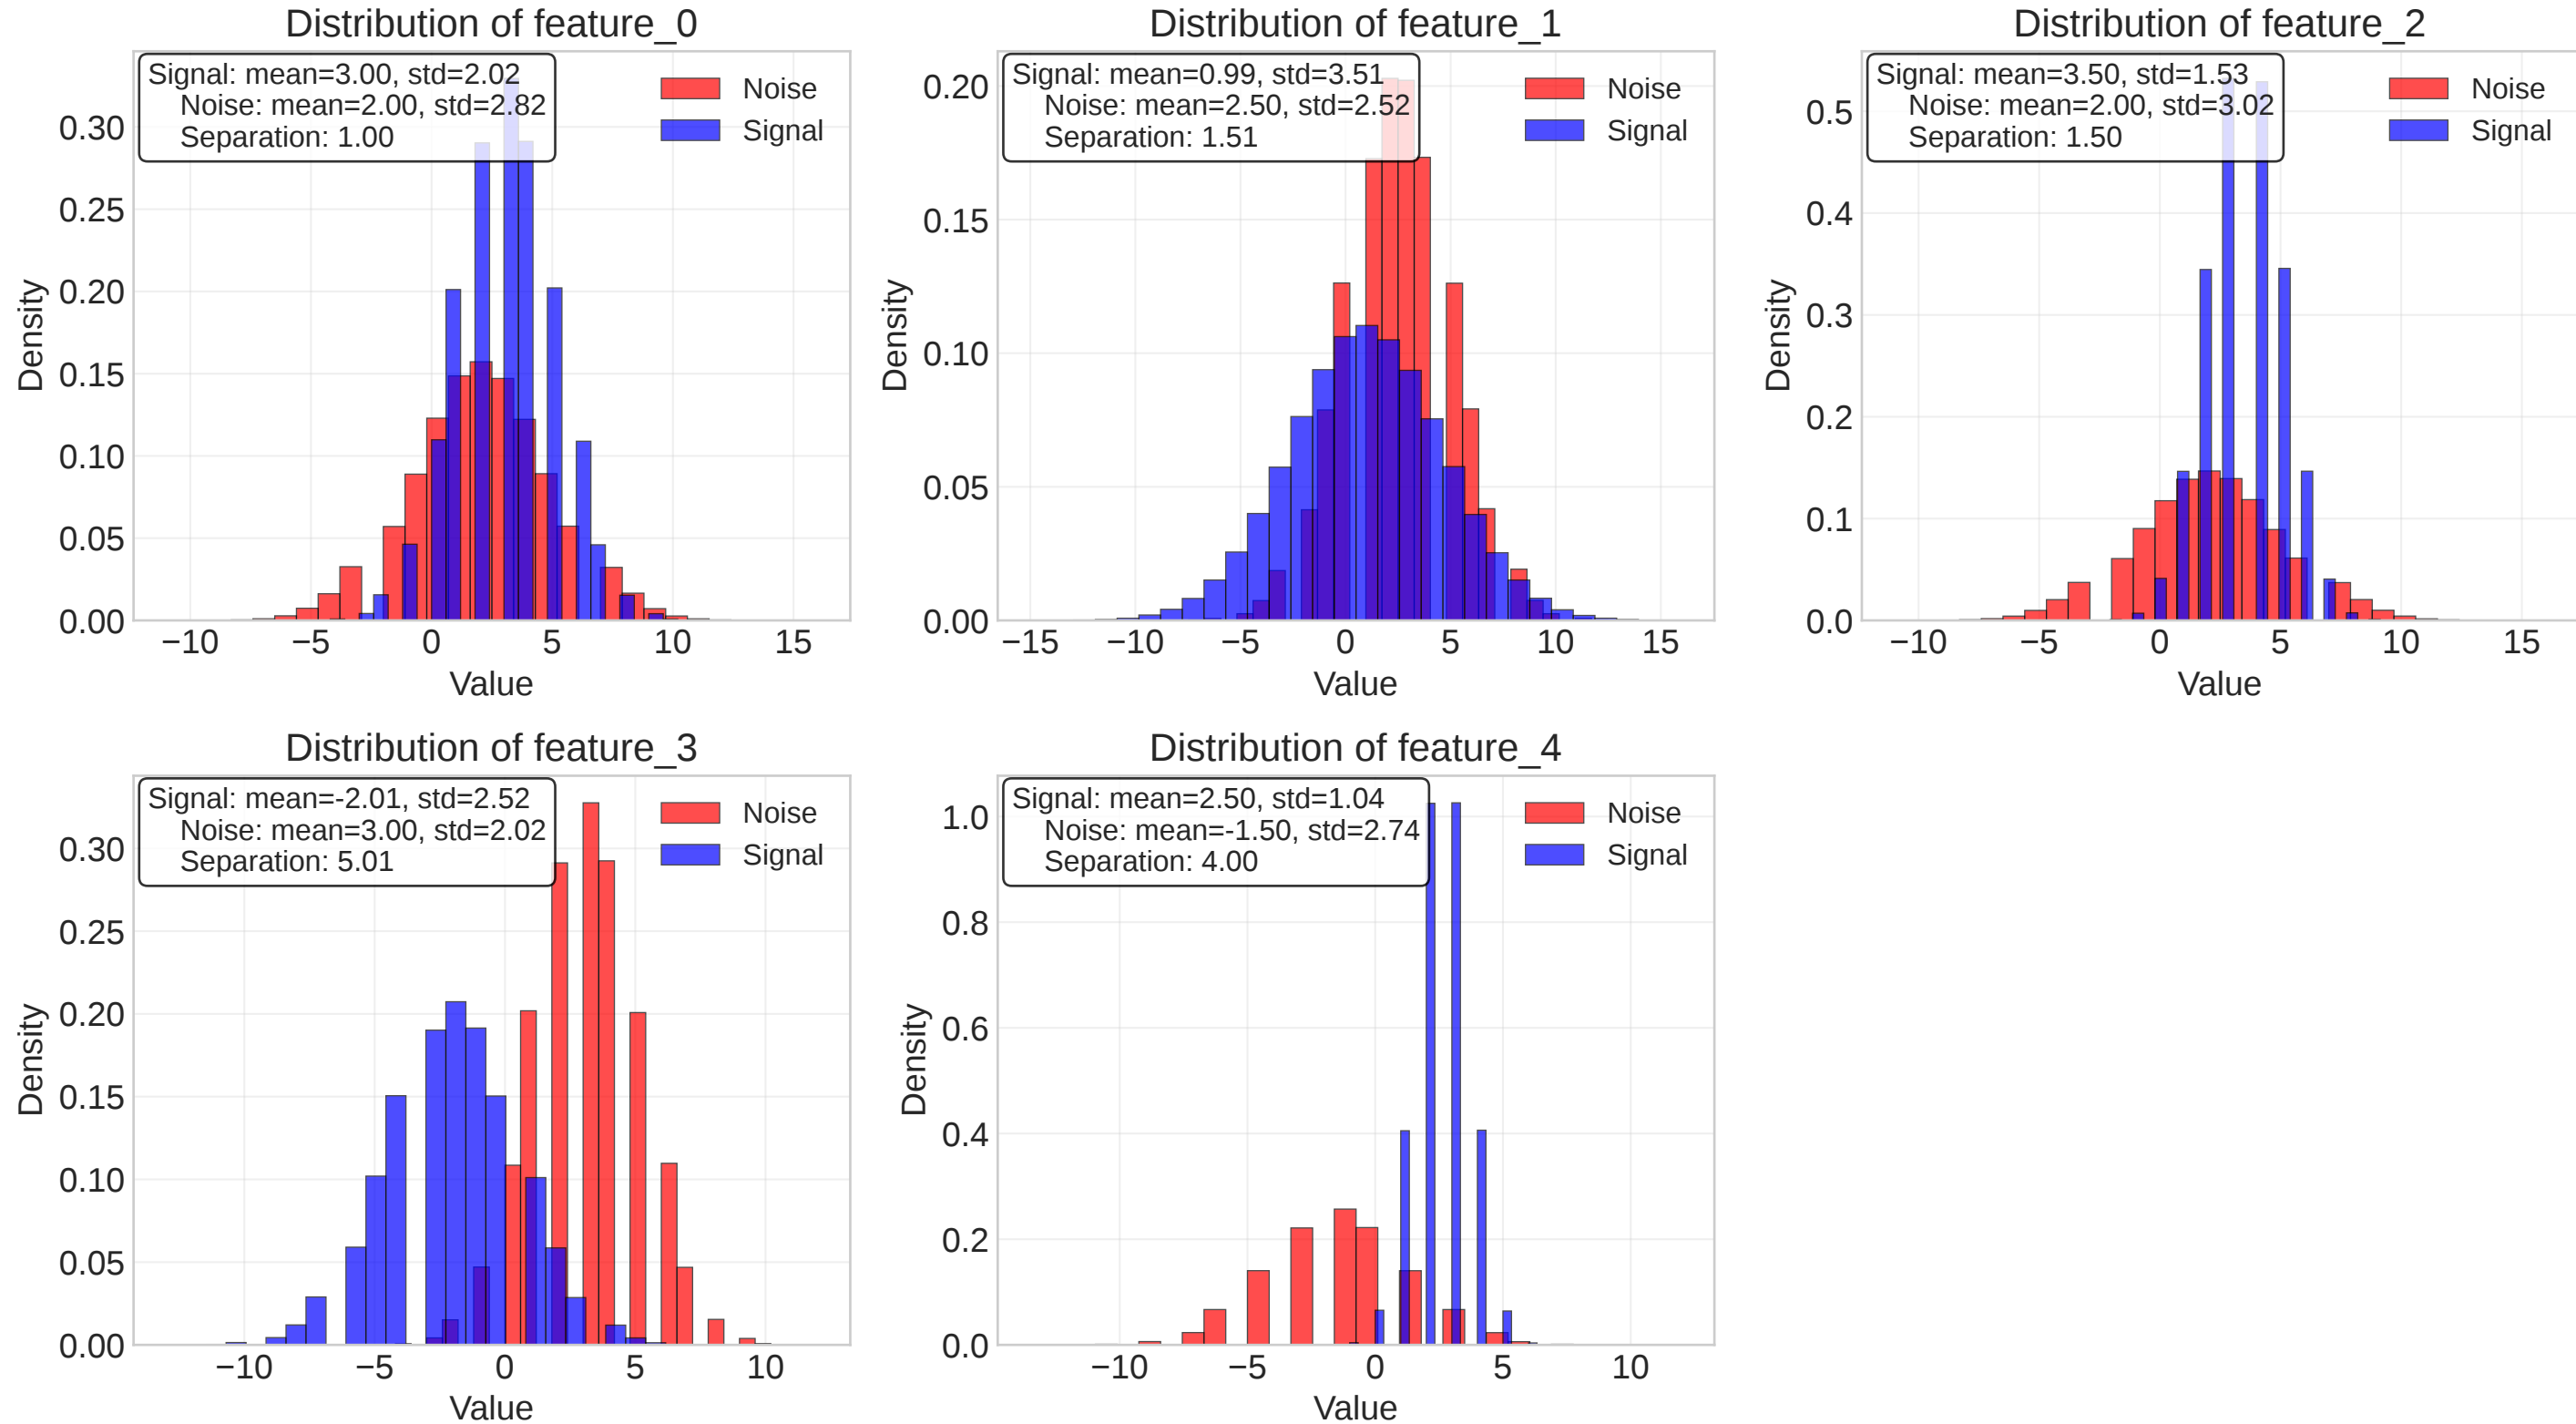 Distribution of feature_0
Signal: mean=3.00, std=2.02
Noise: mean=2.00, std=2.82
Separation: 1.00
Noise
Signal
0.30
0.25
0.20
0.15
0.10
0.05
0.00
Density
−10 −5 0 5 10 15
Value
Distribution of feature_1
Signal: mean=0.99, std=3.51
Noise: mean=2.50, std=2.52
Separation: 1.51
Noise
Signal
0.20
0.15
0.10
0.05
0.00
Density
−15 −10 −5 0 5 10 15
Value
Distribution of feature_2
Signal: mean=3.50, std=1.53
Noise: mean=2.00, std=3.02
Separation: 1.50
Noise
Signal
0.5
0.4
0.3
0.2
0.1
0.0
Density
−10 −5 0 5 10 15
Value
Distribution of feature_3
Signal: mean=-2.01, std=2.52
Noise: mean=3.00, std=2.02
Separation: 5.01
Noise
Signal
0.30
0.25
0.20
0.15
0.10
0.05
0.00
Density
−10 −5 0 5 10
Value
Distribution of feature_4
Signal: mean=2.50, std=1.04
Noise: mean=-1.50, std=2.74
Separation: 4.00
Noise
Signal
1.0
0.8
0.6
0.4
0.2
0.0
Density
−10 −5 0 5 10
Value